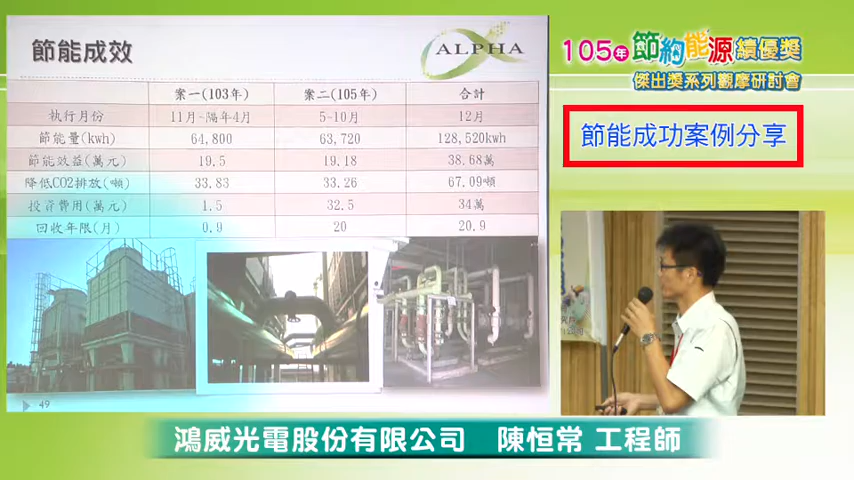 節能成效
ALPHA
案一(103年) 案二(105年) 合計
執行月份 11月~隔年4月 5-10月 12月
節能量(kwh) 64,800 63,720 128,520kwh
節能效益(萬元) 19.5 19.18 38.68萬
降低CO2排放(噸) 33.83 33.26 67.09噸
投資費用(萬元) 1.5 32.5 34萬
回收年限(月) 0.9 20 20.9
49
105年節約能源績優獎
傑出獎系列觀摩研討會
節能成功案例分享
鴻威光電股份有限公司 陳恒常 工程師